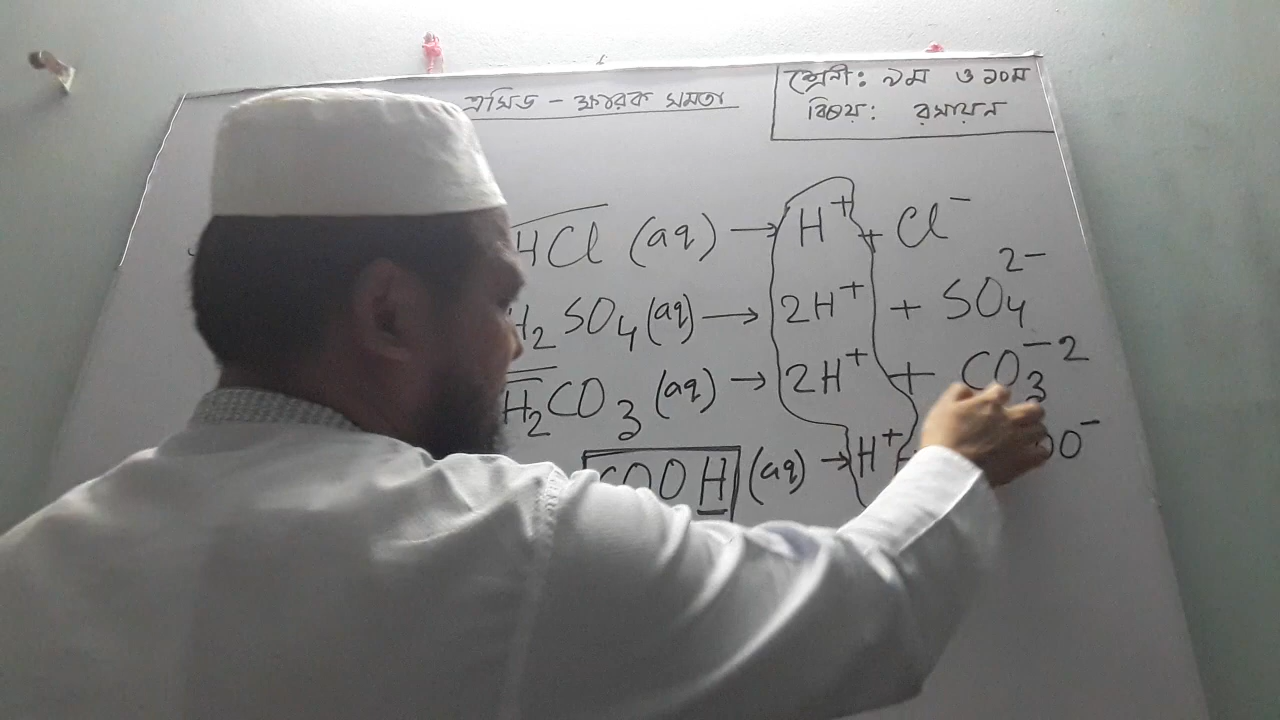 এসিড - ক্ষারক সমতা
শ্রেনী: ৯ম ও ১০ম
বিষয়: রসায়ন
HCl (aq) → H⁺ + Cl⁻
H₂SO₄(aq) → 2H⁺ + SO₄²⁻
H₂CO₃ (aq) → 2H⁺ + CO₃⁻²
COOH (aq) → H⁺ + OO⁻